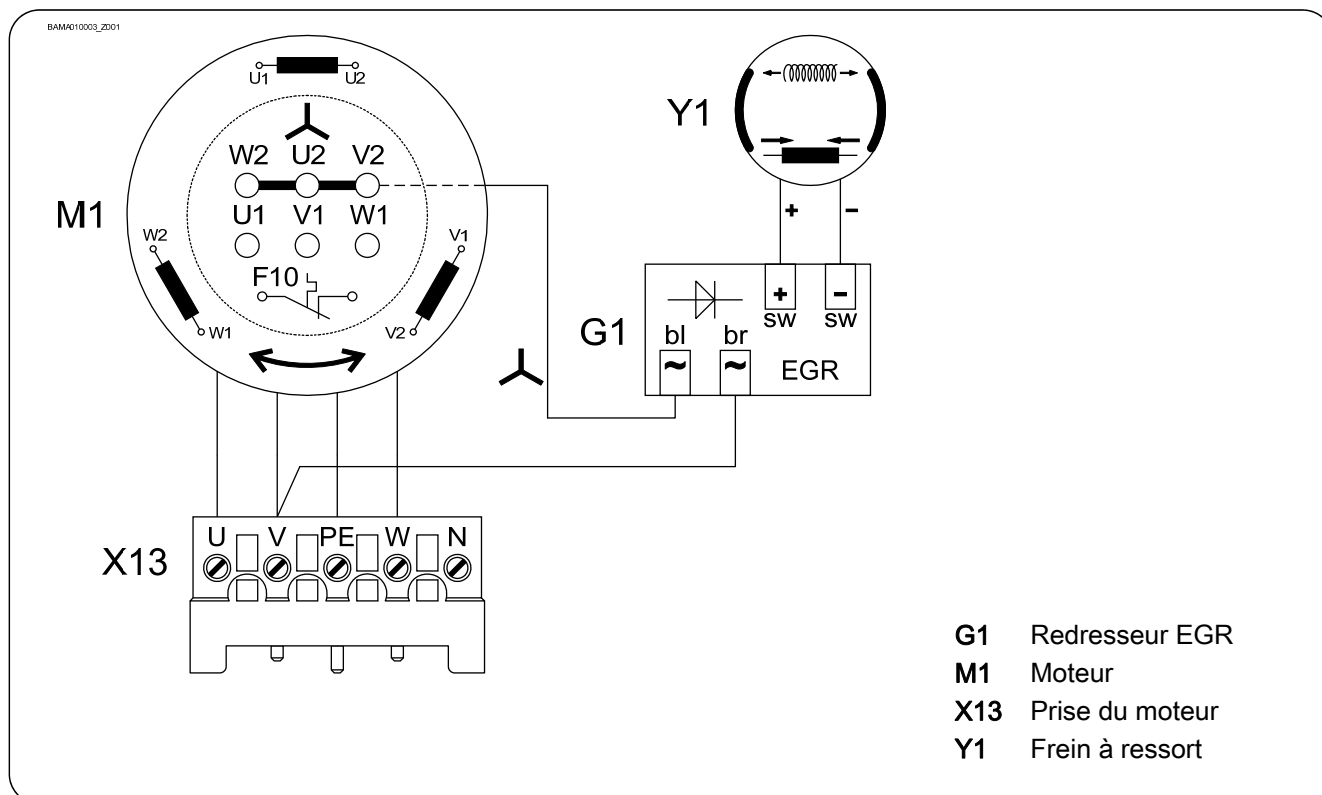 BAMA010003_Z001
U1 U2
Y1
W2 U2 V2
M1
U1 V1 W1
W2
V1
+ -
F10
W1
V2
G1
+ -
sw sw
bl br
~ ~
EGR
X13
U V PE W N
G1 Redresseur EGR
M1 Moteur
X13 Prise du moteur
Y1 Frein à ressort